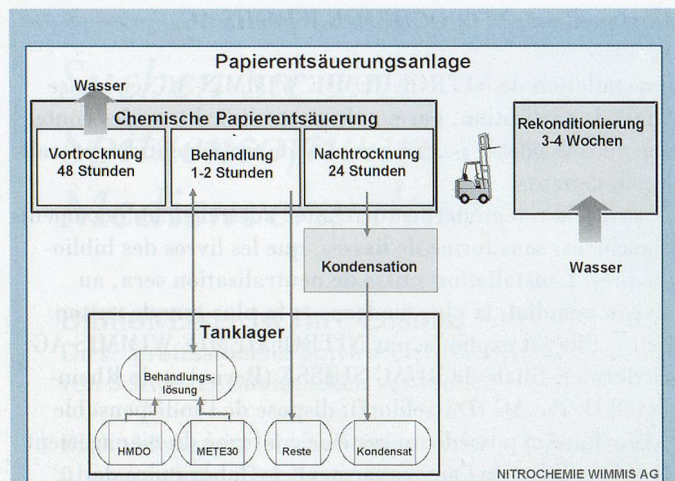 Papierentsäuerungsanlage
Wasser
Chemische Papierentsäuerung
Vortrocknung
48 Stunden
Behandlung
1-2 Stunden
Nachtrocknung
24 Stunden
Rekonditionierung
3-4 Wochen
Wasser
Kondensation
Tanklager
Behandlungs-
lösung
HMDO
METE30
Reste
Kondensat
NITROCHEMIE WIMMIS AG